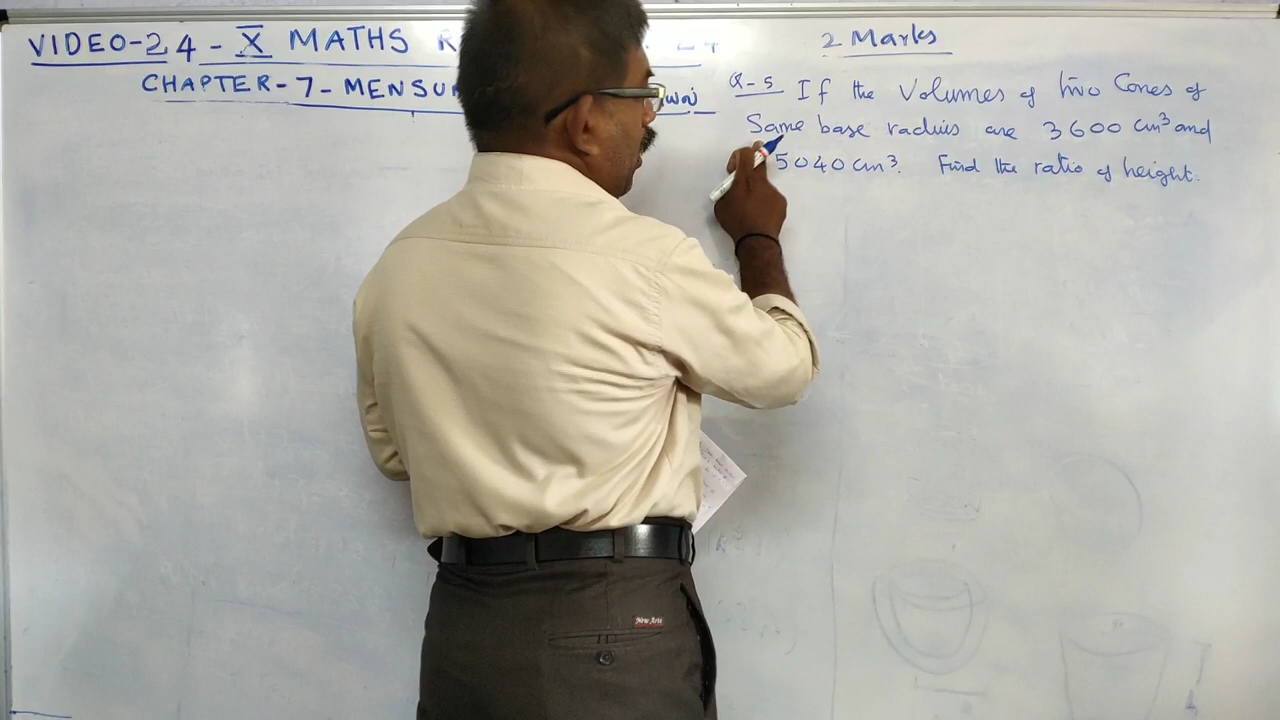 VIDEO-24 - X MATHS
CHAPTER-7-MENSU
2 Marks
Q-5 If the Volumes of two Cones of
Same base radius are 3600 cm³ and
5040 cm³. Find the ratio of height.
New Aris